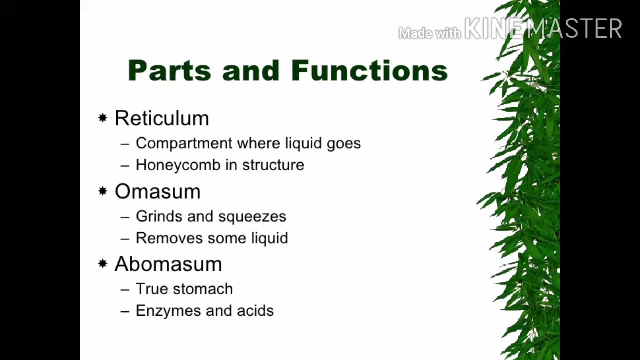 Made with KINEMASTER
Parts and Functions
Reticulum
– Compartment where liquid goes
– Honeycomb in structure
Omasum
– Grinds and squeezes
– Removes some liquid
Abomasum
– True stomach
– Enzymes and acids